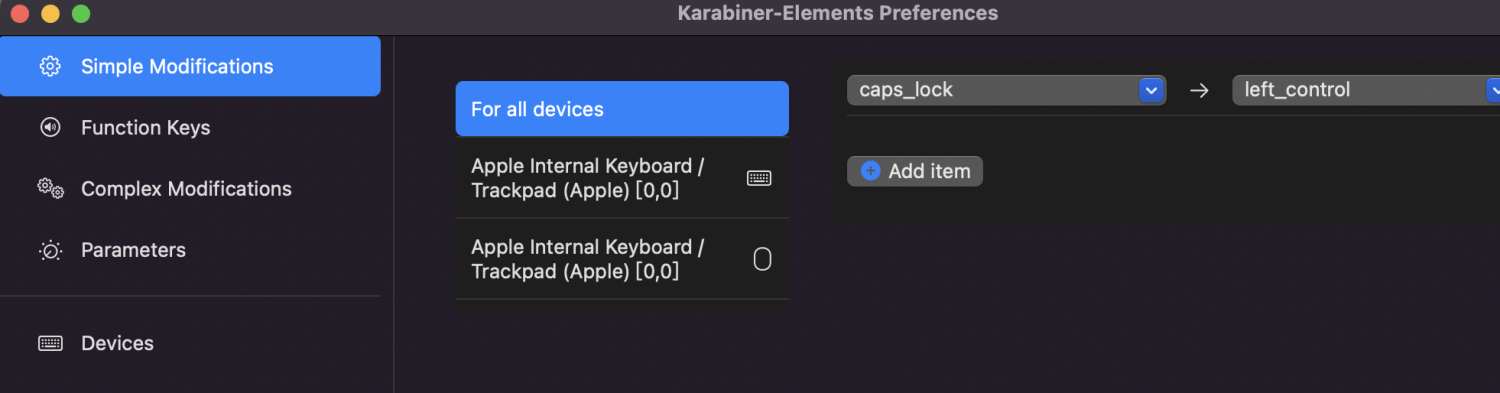 Karabiner-Elements Preferences
Simple Modifications
Function Keys
Complex Modifications
Parameters
Devices
For all devices
Apple Internal Keyboard /
Trackpad (Apple) [0,0]
Apple Internal Keyboard /
Trackpad (Apple) [0,0]
caps_lock → left_control
Add item